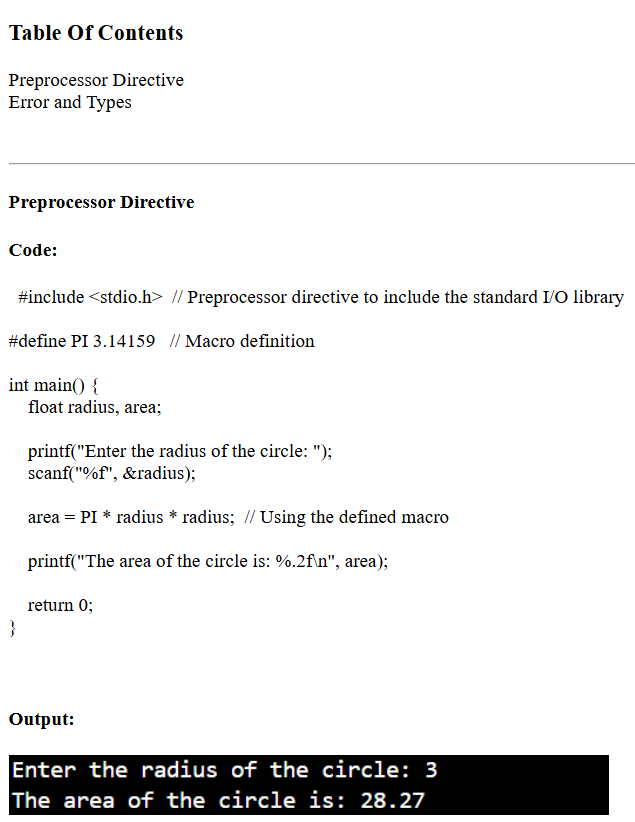 Table Of Contents
Preprocessor Directive
Error and Types
Preprocessor Directive
Code:
#include <stdio.h>  // Preprocessor directive to include the standard I/O library
#define PI 3.14159   // Macro definition
int main() {
    float radius, area;
    printf("Enter the radius of the circle: ");
    scanf("%f", &radius);
    area = PI * radius * radius;  // Using the defined macro
    printf("The area of the circle is: %.2f\n", area);
    return 0;
}
Output:
Enter the radius of the circle: 3
The area of the circle is: 28.27